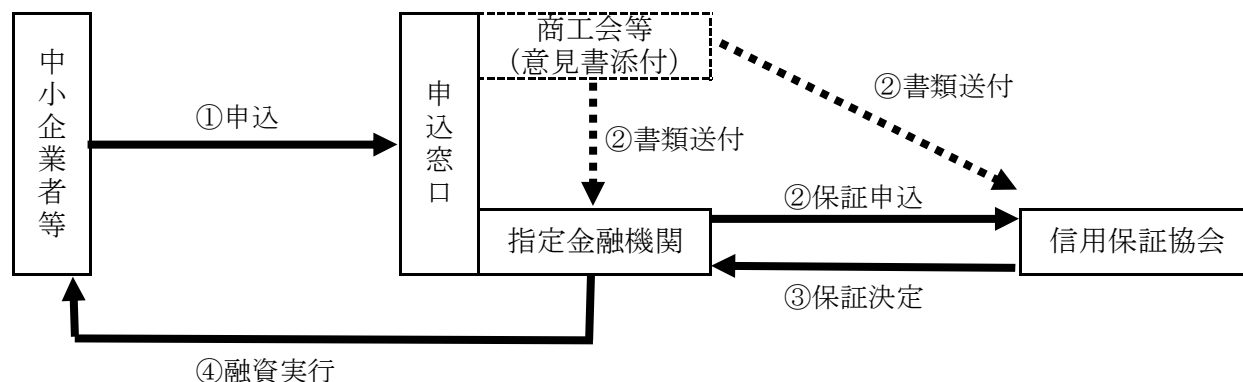 中小企業者等
①申込
申込窓口
商工会等
(意見書添付)
②書類送付
②書類送付
指定金融機関
②保証申込
③保証決定
信用保証協会
④融資実行